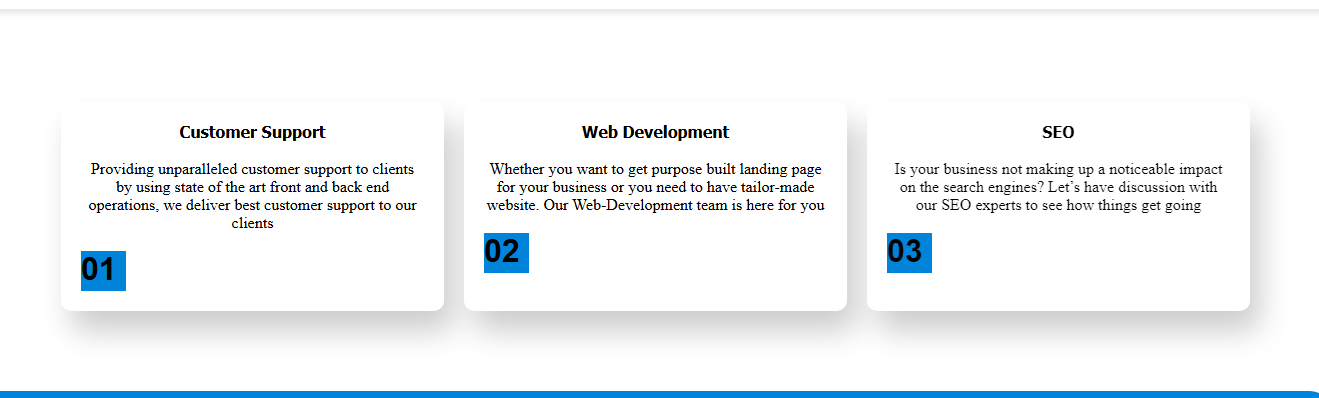 Customer Support
Providing unparalleled customer support to clients
by using state of the art front and back end
operations, we deliver best customer support to our
clients
01
Web Development
Whether you want to get purpose built landing page
for your business or you need to have tailor-made
website. Our Web-Development team is here for you
02
SEO
Is your business not making up a noticeable impact
on the search engines? Let’s have discussion with
our SEO experts to see how things get going
03